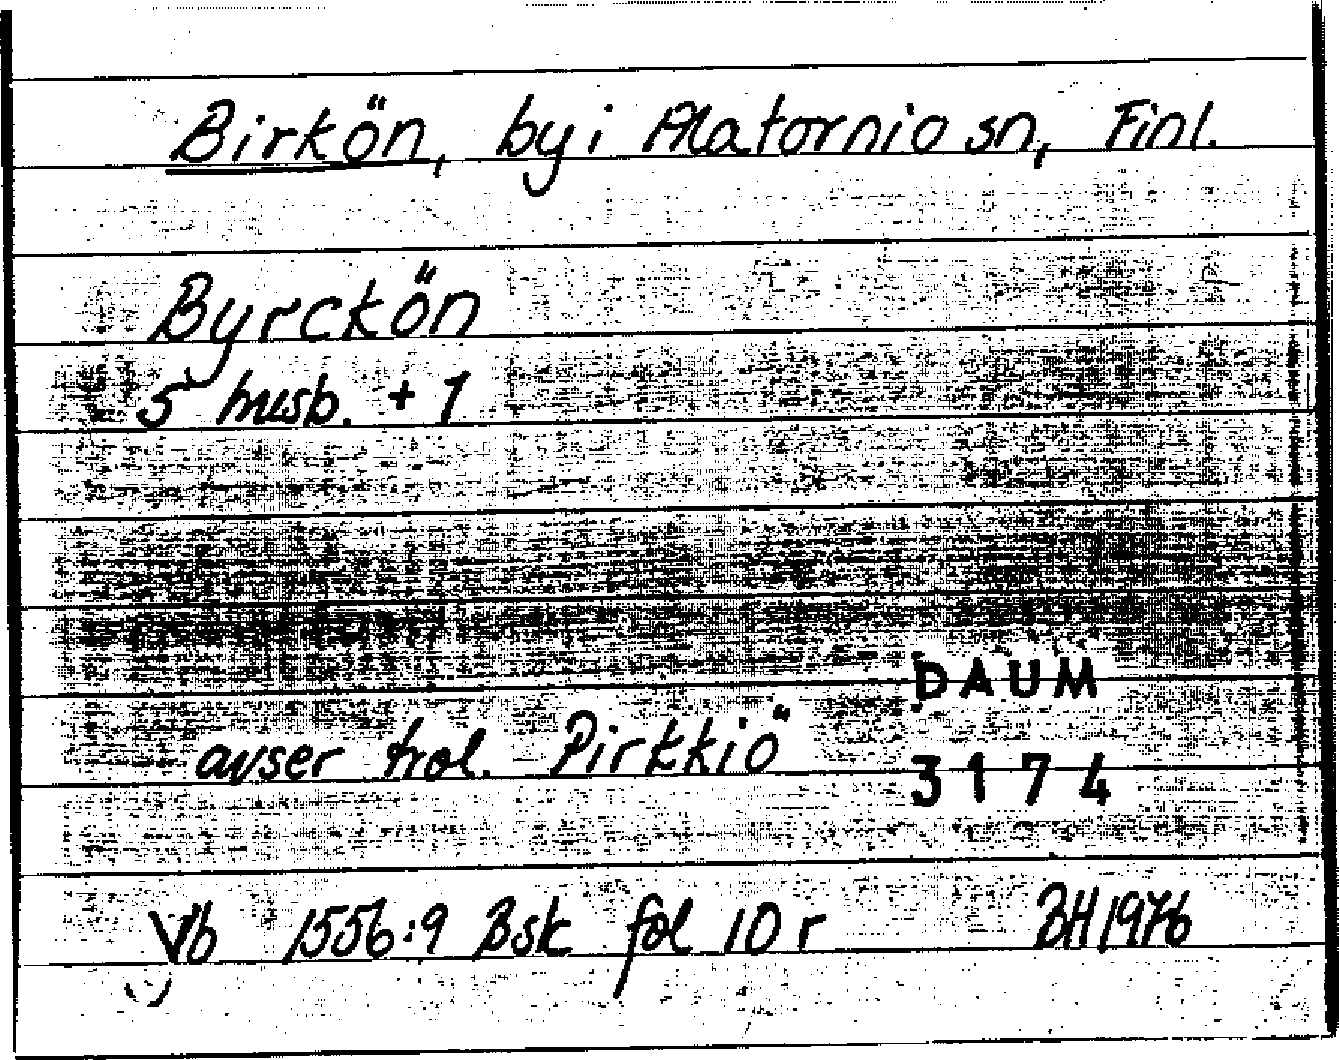 Birkön, by i Alatornio sn, Finl.
Byrckön
5 husb. + 1
DAUM
avser trol. Pirkkiö
3174
Vb 1556:9 Bsk fol 10 r BH 1976